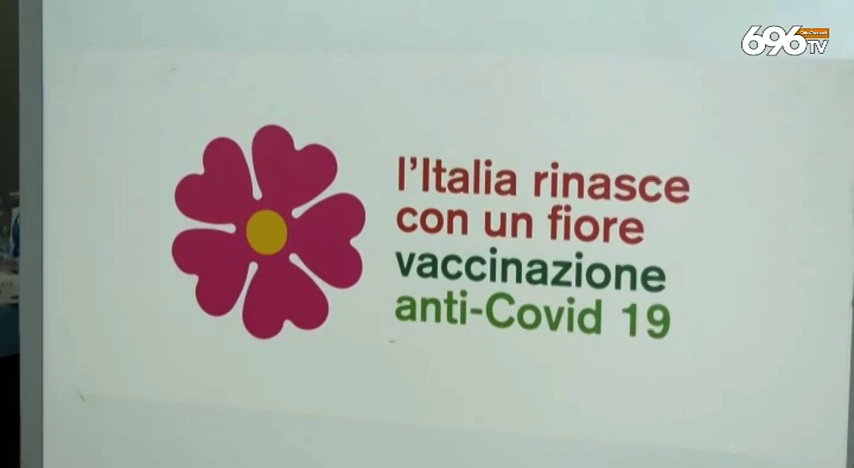 696 TV
l'Italia rinasce
con un fiore
vaccinazione
anti-Covid 19